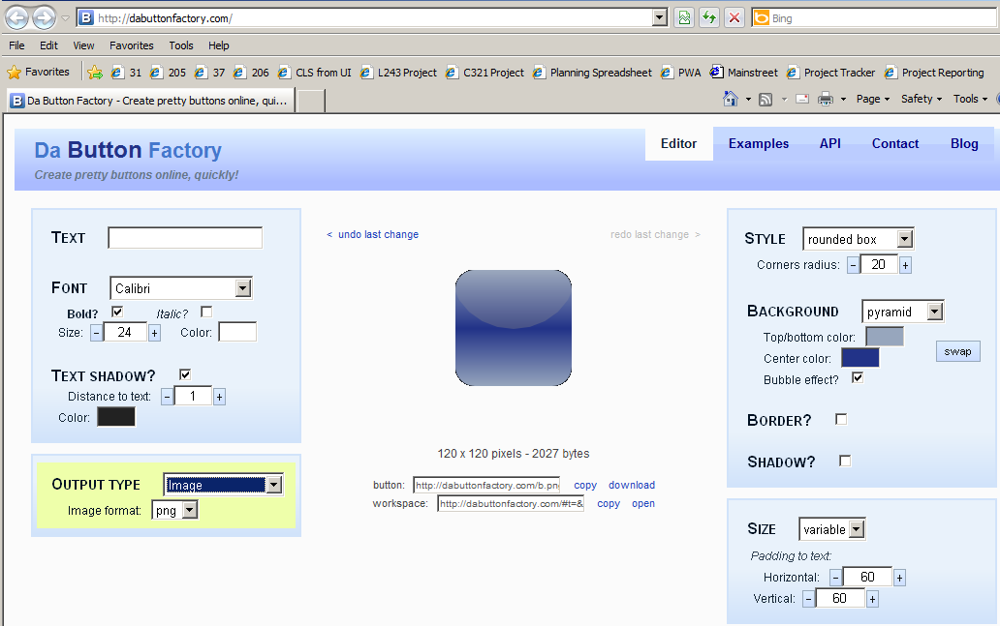 http://dabuttonfactory.com/
Bing
File Edit View Favorites Tools Help
Favorites 31 205 37 206 CLS from UI L243 Project C321 Project Planning Spreadsheet PWA Mainstreet Project Tracker Project Reporting
Da Button Factory - Create pretty buttons online, qui...
Page Safety Tools
Da Button Factory
Create pretty buttons online, quickly!
Editor Examples API Contact Blog
TEXT
FONT Calibri
Bold? Italic?
Size: - 24 + Color:
TEXT SHADOW?
Distance to text: - 1 +
Color:
OUTPUT TYPE Image
Image format: png
< undo last change redo last change >
120 x 120 pixels - 2027 bytes
button: http://dabuttonfactory.com/b.pn copy download
workspace: http://dabuttonfactory.com/#t=& copy open
STYLE rounded box
Corners radius: - 20 +
BACKGROUND pyramid
Top/bottom color:
Center color:
swap
Bubble effect?
BORDER?
SHADOW?
SIZE variable
Padding to text:
Horizontal: - 60 +
Vertical: - 60 +